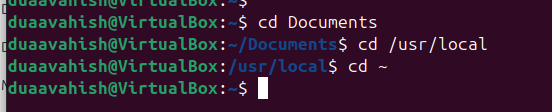 duaavahish@VirtualBox:~$
duaavahish@VirtualBox:~$ cd Documents
duaavahish@VirtualBox:~/Documents$ cd /usr/local
duaavahish@VirtualBox:/usr/local$ cd ~
duaavahish@VirtualBox:~$